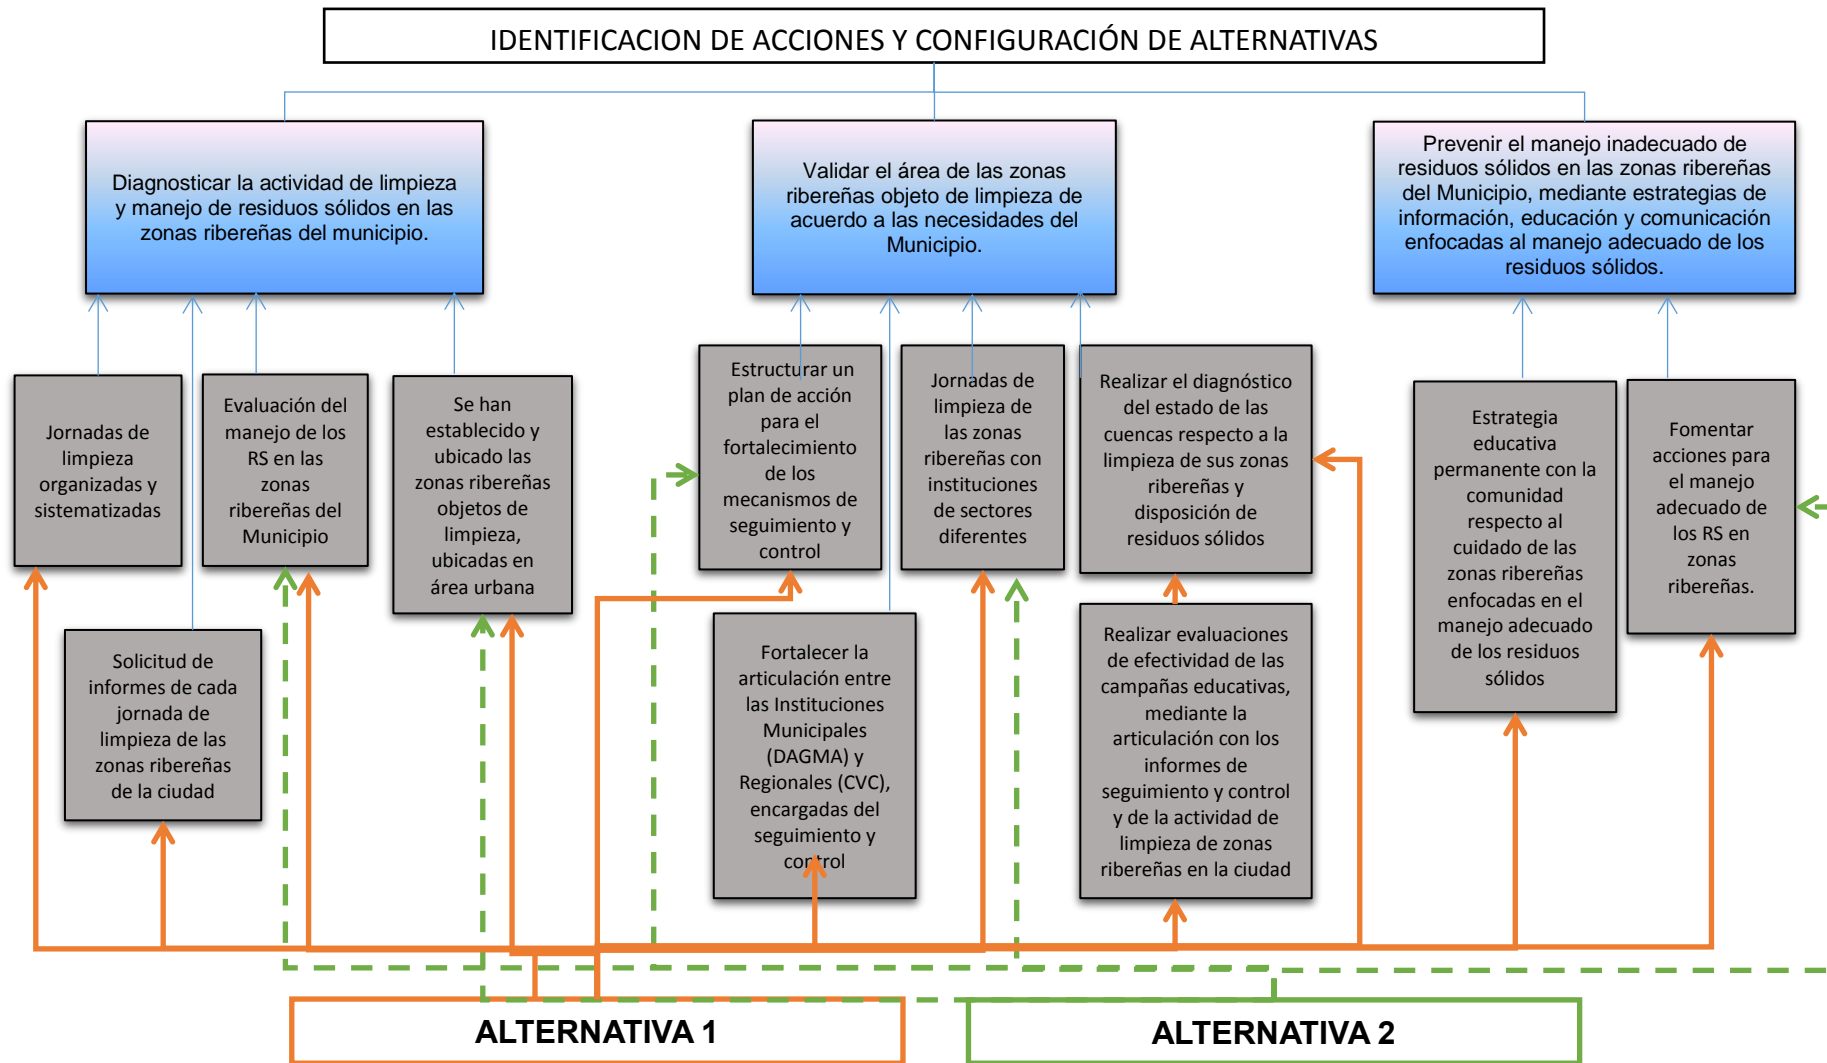 IDENTIFICACION DE ACCIONES Y CONFIGURACIÓN DE ALTERNATIVAS
Diagnosticar la actividad de limpieza
y manejo de residuos sólidos en las
zonas ribereñas del municipio.
Validar el área de las zonas
ribereñas objeto de limpieza de
acuerdo a las necesidades del
Municipio.
Prevenir el manejo inadecuado de
residuos sólidos en las zonas ribereñas
del Municipio, mediante estrategias de
información, educación y comunicación
enfocadas al manejo adecuado de los
residuos sólidos.
Jornadas de
limpieza
organizadas y
sistematizadas
Evaluación del
manejo de los
RS en las
zonas
ribereñas del
Municipio
Se han
establecido y
ubicado las
zonas ribereñas
objetos de
limpieza,
ubicadas en
área urbana
Estructurar un
plan de acción
para el
fortalecimiento
de los
mecanismos de
seguimiento y
control
Jornadas de
limpieza de
las zonas
ribereñas con
instituciones
de sectores
diferentes
Realizar el diagnóstico
del estado de las
cuencas respecto a la
limpieza de sus zonas
ribereñas y
disposición de
residuos sólidos
Estrategia
educativa
permanente con la
comunidad
respecto al
cuidado de las
zonas ribereñas
enfocadas en el
manejo adecuado
de los residuos
sólidos
Fomentar
acciones para
el manejo
adecuado de
los RS en
zonas
ribereñas.
Solicitud de
informes de cada
jornada de
limpieza de las
zonas ribereñas
de la ciudad
Fortalecer la
articulación entre
las Instituciones
Municipales
(DAGMA) y
Regionales (CVC),
encargadas del
seguimiento y
control
Realizar evaluaciones
de efectividad de las
campañas educativas,
mediante la
articulación con los
informes de
seguimiento y control
y de la actividad de
limpieza de zonas
ribereñas en la ciudad
ALTERNATIVA 1
ALTERNATIVA 2